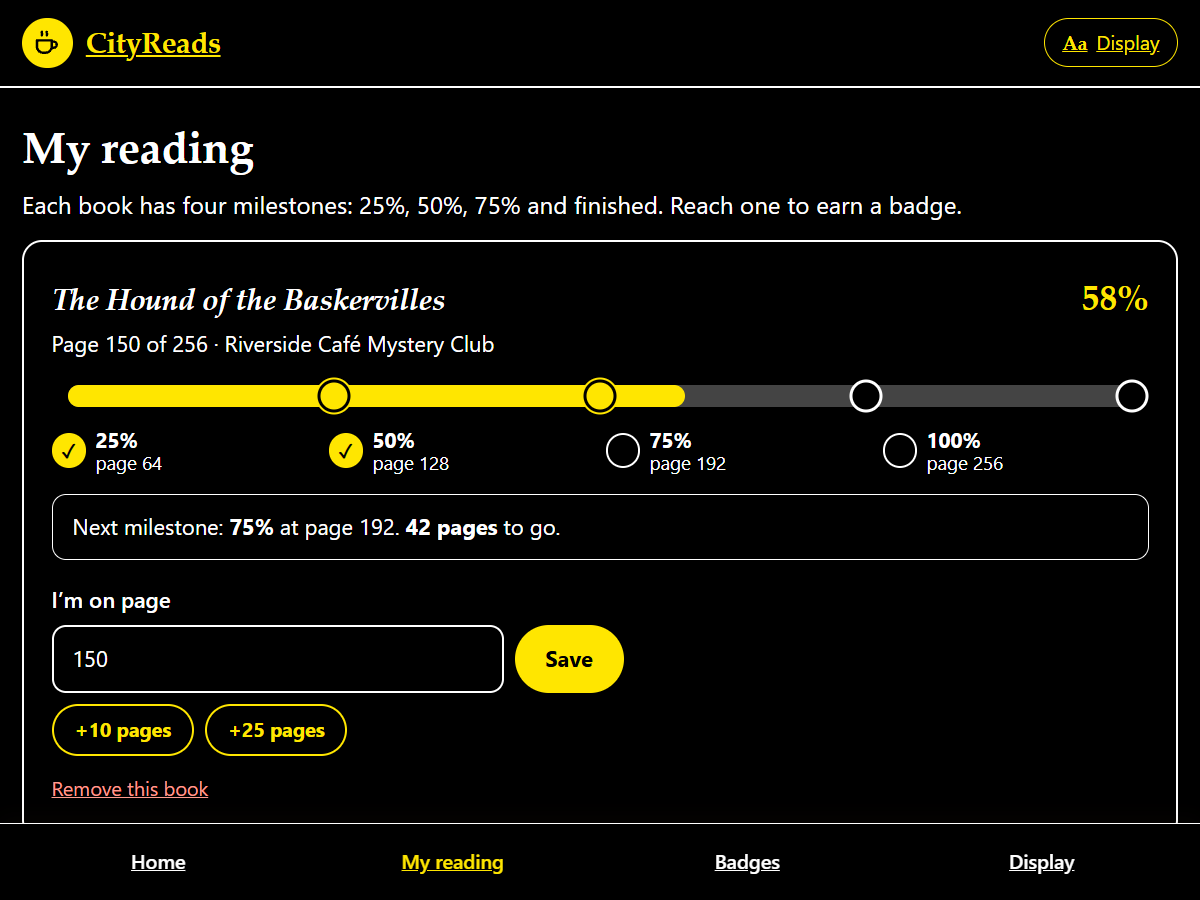 CityReads
Aa Display
My reading
Each book has four milestones: 25%, 50%, 75% and finished. Reach one to earn a badge.
The Hound of the Baskervilles
58%
Page 150 of 256 · Riverside Café Mystery Club
25%
page 64
50%
page 128
75%
page 192
100%
page 256
Next milestone: 75% at page 192. 42 pages to go.
I’m on page
150
Save
+10 pages
+25 pages
Remove this book
Home
My reading
Badges
Display